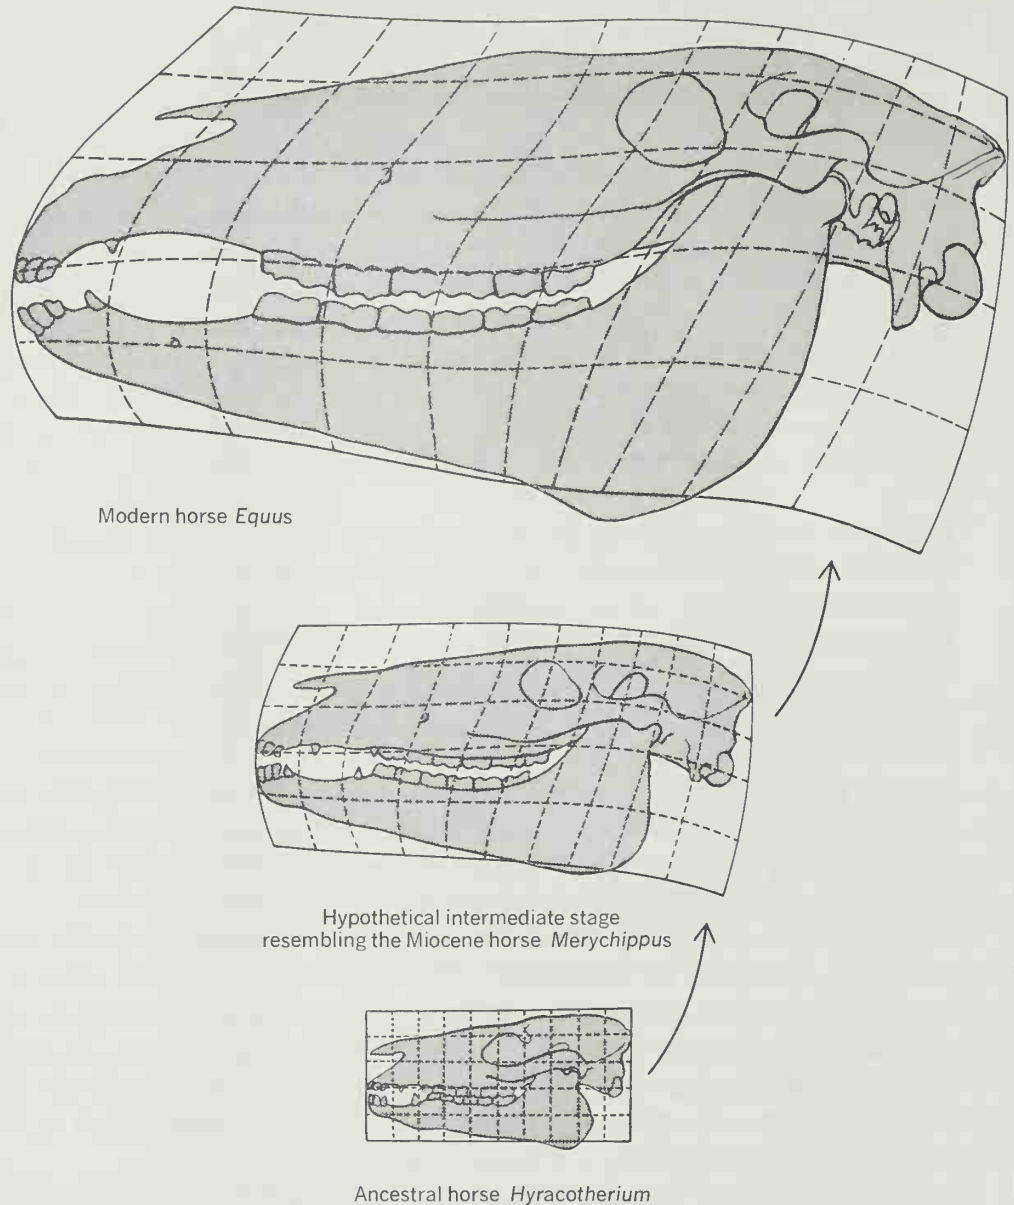 Modern horse Equus
Hypothetical intermediate stage
resembling the Miocene horse Merychippus
Ancestral horse Hyracotherium